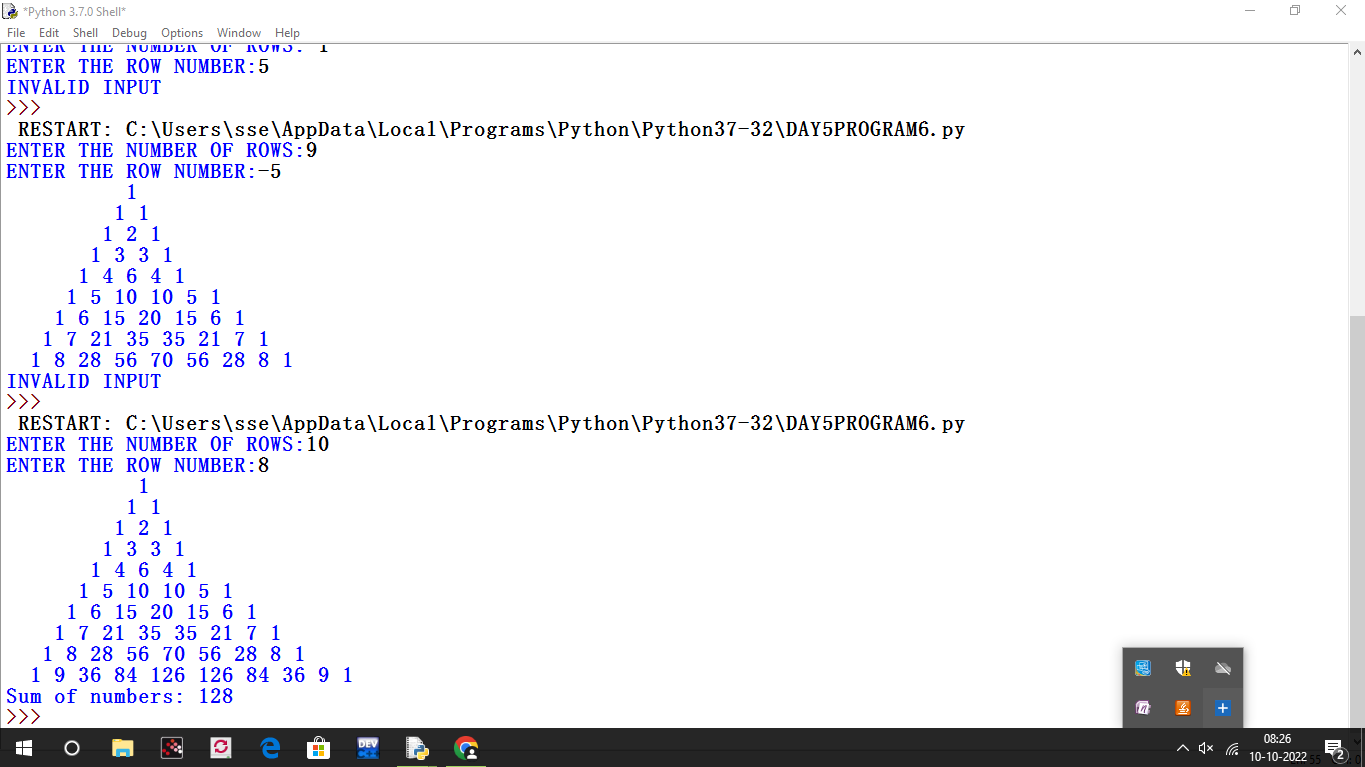 *Python 3.7.0 Shell*
File Edit Shell Debug Options Window Help
ENTER THE NUMBER OF ROWS: 1
ENTER THE ROW NUMBER:5
INVALID INPUT
>>>
RESTART: C:\Users\sse\AppData\Local\Programs\Python\Python37-32\DAY5PROGRAM6.py
ENTER THE NUMBER OF ROWS:9
ENTER THE ROW NUMBER:-5
1
1 1
1 2 1
1 3 3 1
1 4 6 4 1
1 5 10 10 5 1
1 6 15 20 15 6 1
1 7 21 35 35 21 7 1
1 8 28 56 70 56 28 8 1
INVALID INPUT
>>>
RESTART: C:\Users\sse\AppData\Local\Programs\Python\Python37-32\DAY5PROGRAM6.py
ENTER THE NUMBER OF ROWS:10
ENTER THE ROW NUMBER:8
1
1 1
1 2 1
1 3 3 1
1 4 6 4 1
1 5 10 10 5 1
1 6 15 20 15 6 1
1 7 21 35 35 21 7 1
1 8 28 56 70 56 28 8 1
1 9 36 84 126 126 84 36 9 1
Sum of numbers: 128
>>>
DEV
08:26
10-10-2022
2